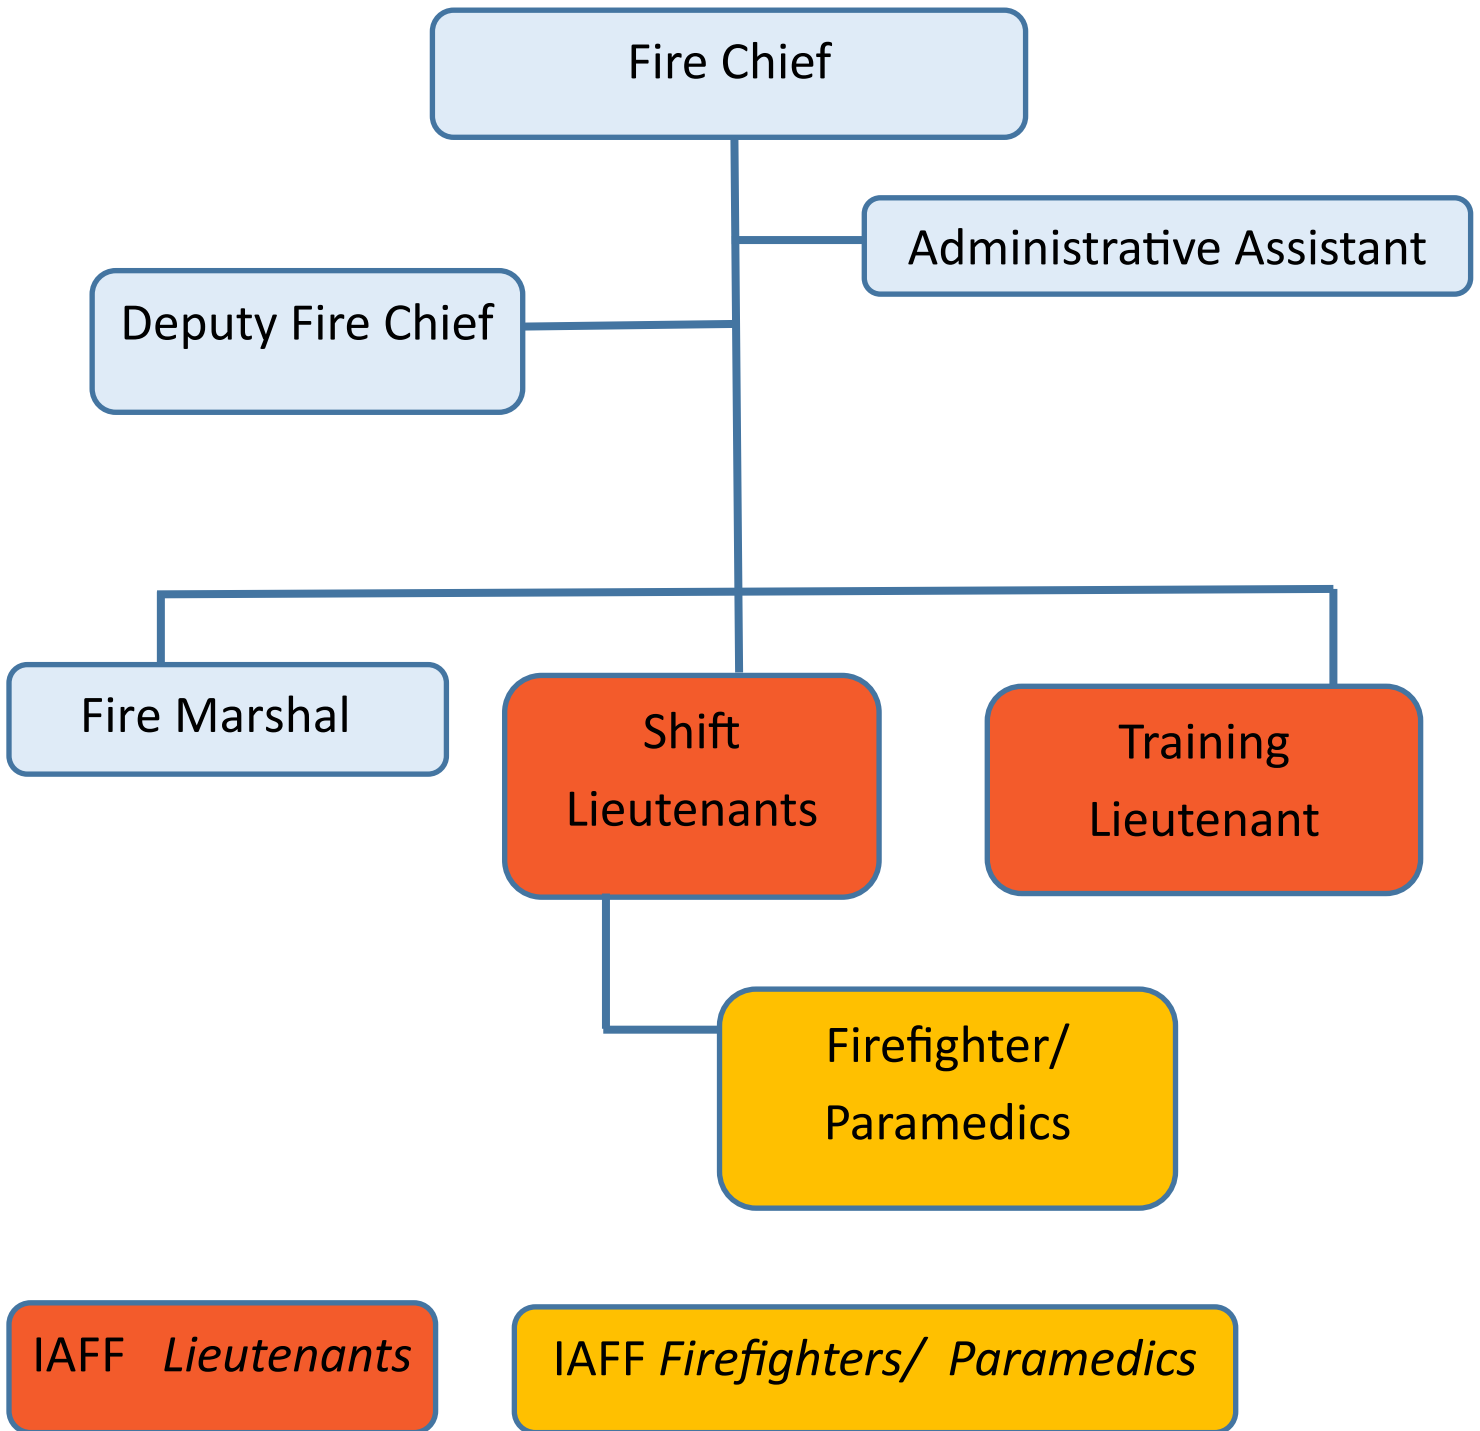 Fire Chief
Administrative Assistant
Deputy Fire Chief
Fire Marshal
Shift
Lieutenants
Training
Lieutenant
Firefighter/
Paramedics
IAFF Lieutenants
IAFF Firefighters/ Paramedics